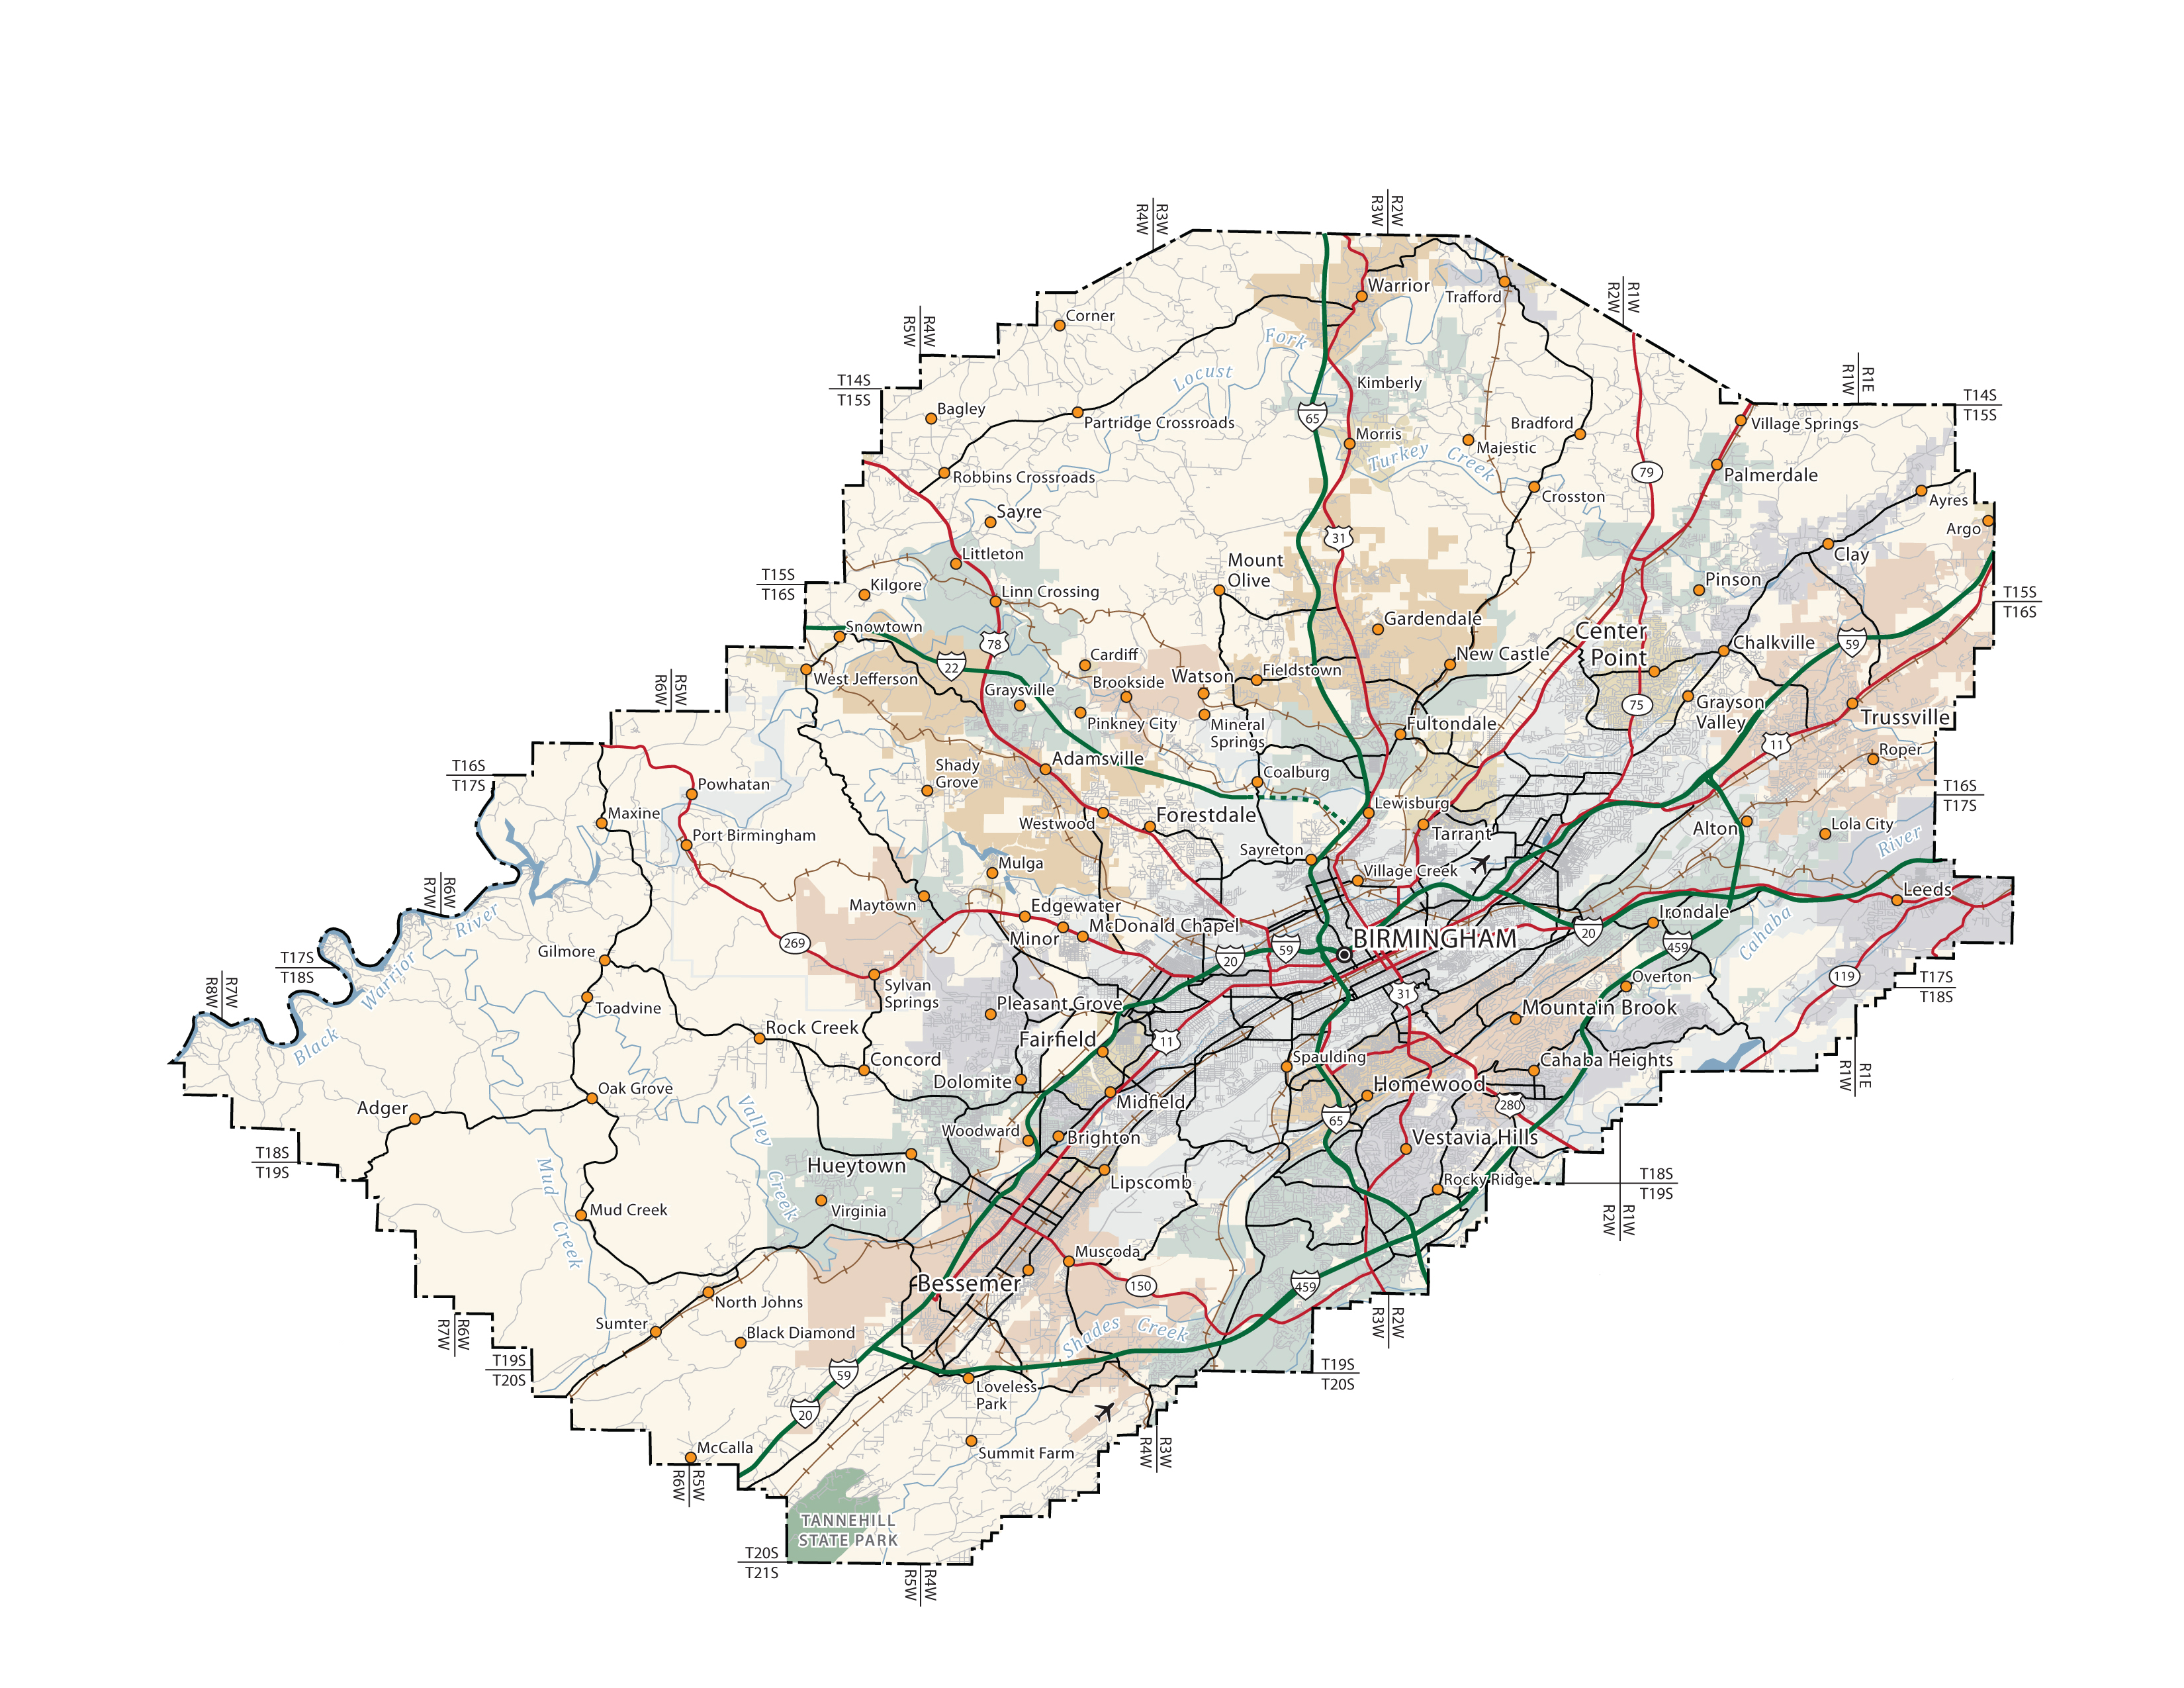 R4W
R3W
R3W
R2W
Warrior
Trafford
R2W
R1W
Corner
R5W
R4W
Fork
Locust
Kimberly
T14S
T15S
R1W
R1E
T14S
T15S
Bagley
Partridge Crossroads
65
Morris
Turkey
Creek
Majestic
Bradford
Village Springs
Robbins Crossroads
79
Palmerdale
Crosston
Ayres
Sayre
Argo
31
Littleton
Mount
Olive
Clay
T15S
T16S
Kilgore
Linn Crossing
Pinson
T15S
T16S
Snowtown
78
Gardendale
Center
Point
Chalkville
59
22
Cardiff
New Castle
West Jefferson
Graysville
Brookside
Watson
Fieldstown
R6W
R5W
Pinkney City
Mineral
Springs
Fultondale
75
Grayson
Valley
Trussville
11
Roper
T16S
T17S
Shady
Grove
Adamsville
Coalburg
Powhatan
T16S
T17S
Maxine
Westwood
Forestdale
Lewisburg
Tarrant
Alton
Lola City
River
Port Birmingham
Sayreton
Mulga
Village Creek
R7W
R6W
Maytown
Edgewater
Leeds
River
Minor
McDonald Chapel
Irondale
269
20
59
BIRMINGHAM
20
459
Cahaba
Gilmore
T17S
T18S
Warrior
R8W
R7W
Sylvan
Springs
Overton
119
T17S
T18S
31
Toadvine
Pleasant Grove
Mountain Brook
Black
Rock Creek
Fairfield
11
Concord
Spaulding
Cahaba Heights
R1W
R1E
Dolomite
Homewood
Oak Grove
Midfield
280
Adger
Valley
65
Woodward
Brighton
Vestavia Hills
T18S
T19S
Hueytown
Mud
Creek
Lipscomb
Rocky Ridge
T18S
T19S
Virginia
Mud Creek
R2W
R1W
Creek
Muscoda
Bessemer
150
459
North Johns
Sumter
Black Diamond
Shades
Creek
R7W
R6W
R3W
R2W
T19S
T20S
59
T19S
T20S
Loveless
Park
20
McCalla
Summit Farm
R4W
R3W
R6W
R5W
TANNEHILL
STATE PARK
T20S
T21S
R5W
R4W